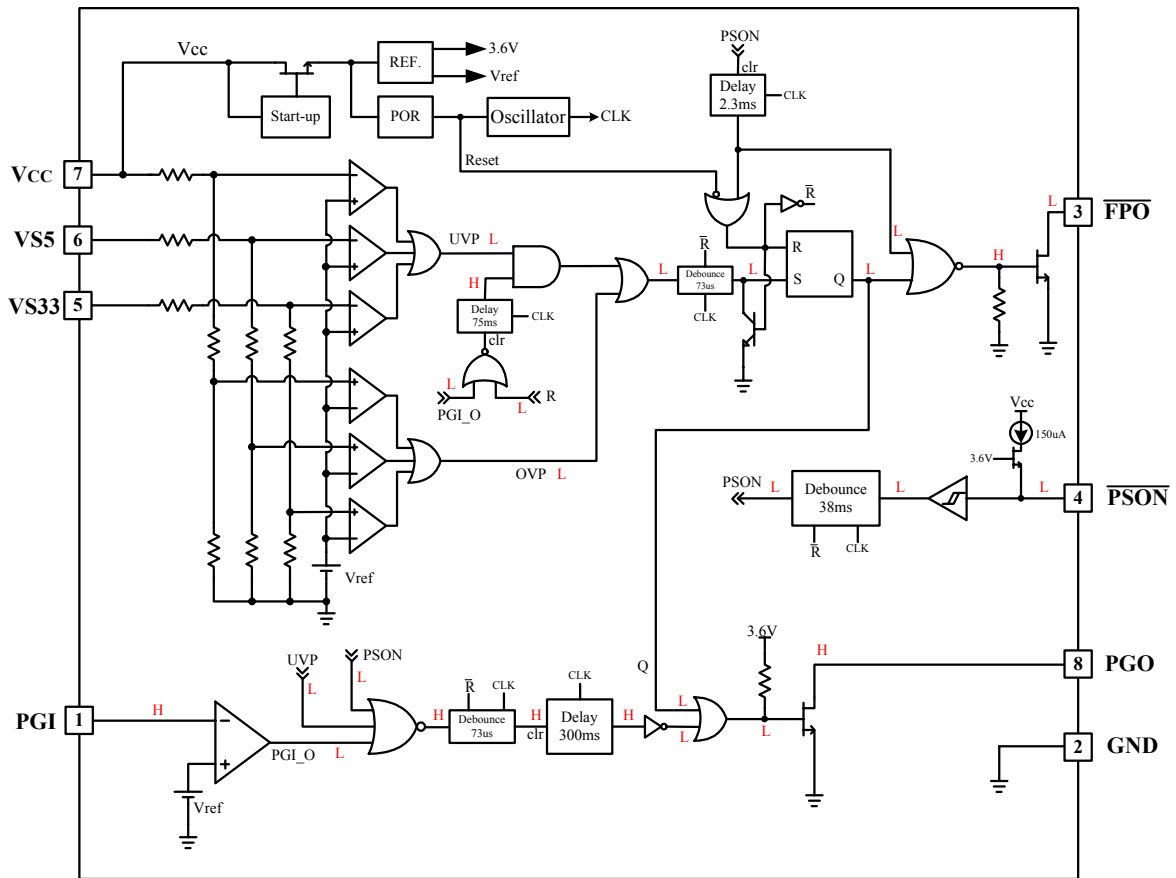 Vcc
REF.
3.6V
Vref
Start-up
POR
Oscillator
CLK
Reset
PSON
clr
Delay
2.3ms
CLK
VCC
7
VS5
6
VS33
5
UVP L
H
Delay
75ms
CLK
clr
L
PGI_O
L
R
OVP L
L
R
Debounce
73us
CLK
L
R
R
S
Q
L
L
H
L
3
FPO
Vcc
150uA
3.6V
PSON
L
Debounce
38ms
R
CLK
L
L
4
PSON
Vref
UVP
L
PSON
L
PGI
1
H
PGI_O
L
Vref
H
R
CLK
Debounce
73us
H
clr
CLK
Delay
300ms
H
Q
L
L
3.6V
L
H
8
PGO
2
GND